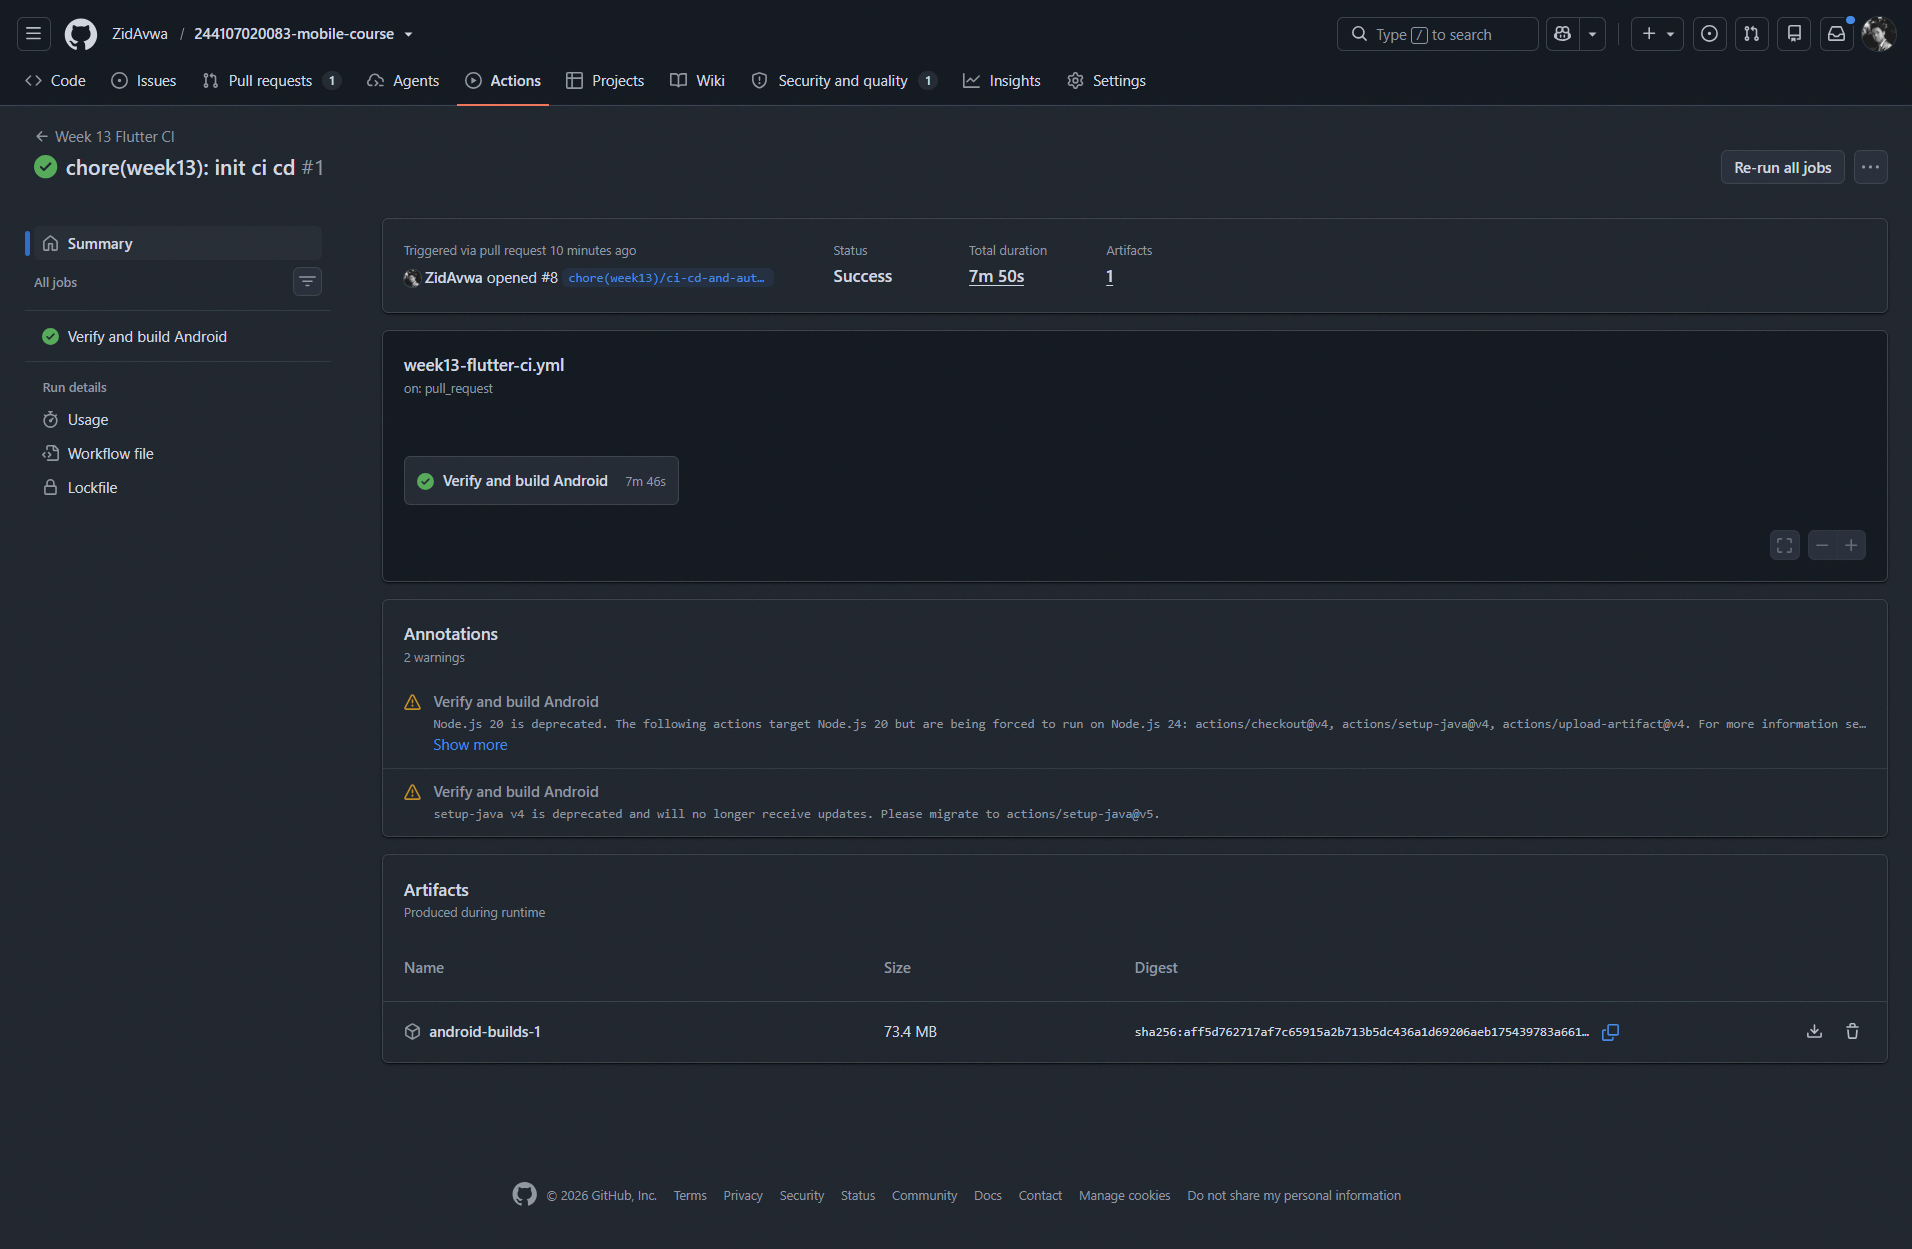 ZidAvwa / 244107020083-mobile-course
Type / to search
Code Issues Pull requests 1 Agents Actions Projects Wiki Security and quality 1 Insights Settings
Week 13 Flutter CI
chore(week13): init ci cd #1
Re-run all jobs
Summary
All jobs
Verify and build Android
Run details
Usage
Workflow file
Lockfile
Triggered via pull request 10 minutes ago
ZidAvwa opened #8 chore(week13)/ci-cd-and-aut…
Status
Success
Total duration
7m 50s
Artifacts
1
week13-flutter-ci.yml
on: pull_request
Verify and build Android 7m 46s
Annotations
2 warnings
Verify and build Android
Node.js 20 is deprecated. The following actions target Node.js 20 but are being forced to run on Node.js 24: actions/checkout@v4, actions/setup-java@v4, actions/upload-artifact@v4. For more information se…
Show more
Verify and build Android
setup-java v4 is deprecated and will no longer receive updates. Please migrate to actions/setup-java@v5.
Artifacts
Produced during runtime
Name Size Digest
android-builds-1 73.4 MB sha256:aff5d762717af7c65915a2b713b5dc436a1d69206aeb175439783a661…
© 2026 GitHub, Inc. Terms Privacy Security Status Community Docs Contact Manage cookies Do not share my personal information